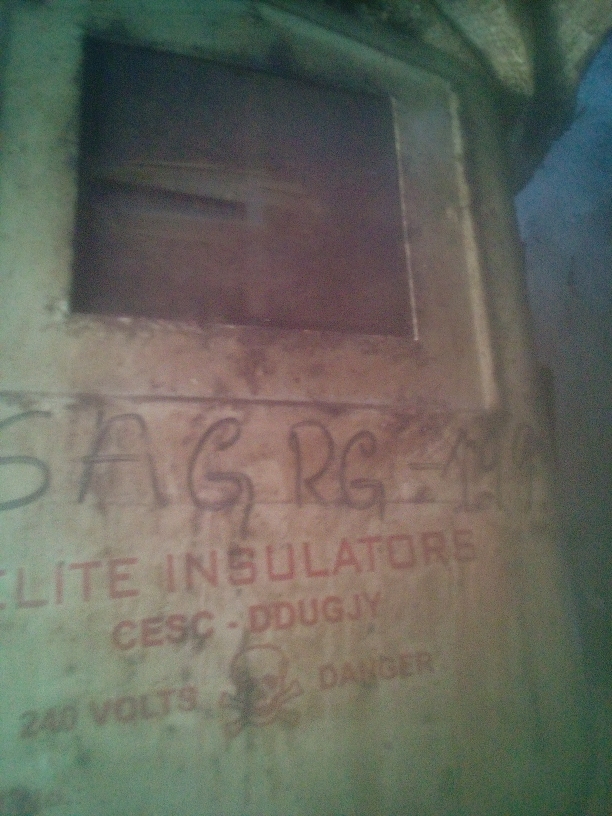 SAG RG-
ELITE INSULATORS
CESC - DDUGJY
240 VOLTS DANGER